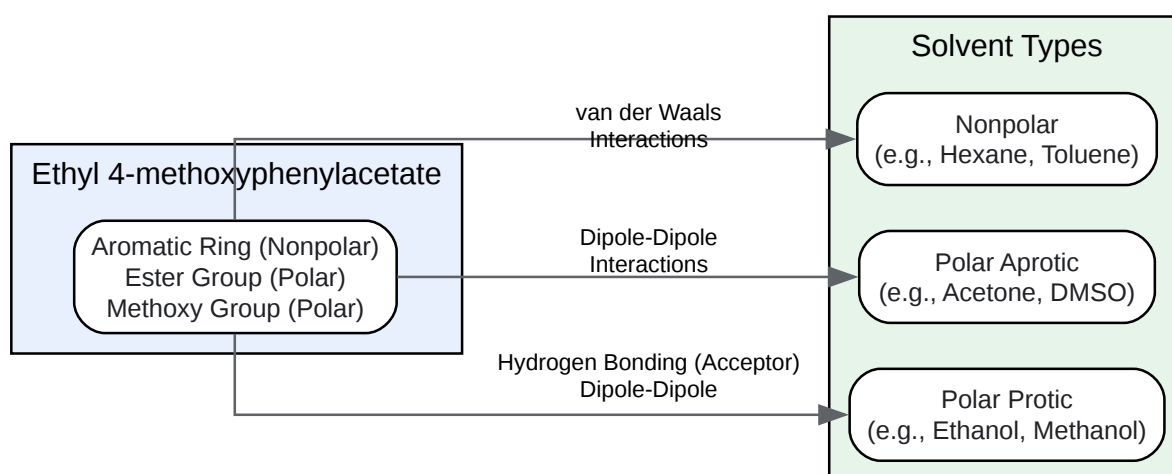 Solvent Types
van der Waals
Interactions
Nonpolar
(e.g., Hexane, Toluene)
Ethyl 4-methoxyphenylacetate
Aromatic Ring (Nonpolar)
Ester Group (Polar)
Methoxy Group (Polar)
Dipole-Dipole
Interactions
Polar Aprotic
(e.g., Acetone, DMSO)
Hydrogen Bonding (Acceptor)
Dipole-Dipole
Polar Protic
(e.g., Ethanol, Methanol)